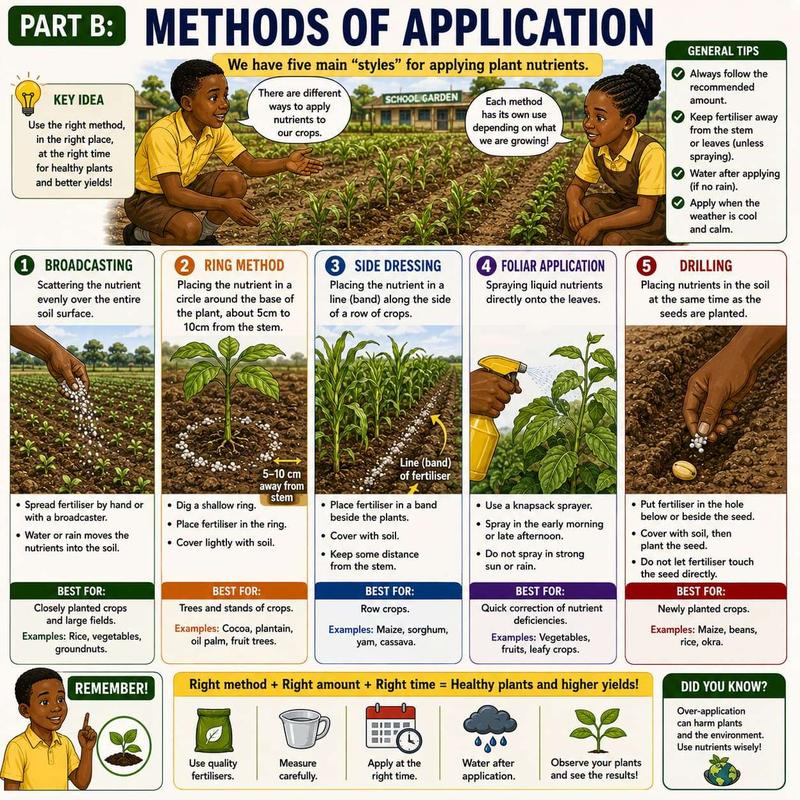 PART B:
METHODS OF APPLICATION
We have five main “styles” for applying plant nutrients.
KEY IDEA
Use the right method,
in the right place,
at the right time
for healthy plants
and better yields!
There are different
ways to apply
nutrients to
our crops.
SCHOOL GARDEN
Each method
has its own use
depending on what
we are growing!
GENERAL TIPS
Always follow the
recommended
amount.
Keep fertiliser away
from the stem
or leaves (unless
spraying).
Water after applying
(if no rain).
Apply when the
weather is cool
and calm.
1 BROADCASTING
Scattering the nutrient
evenly over the entire
soil surface.
• Spread fertiliser by hand or
with a broadcaster.
• Water or rain moves the
nutrients into the soil.
BEST FOR:
Closely planted crops
and large fields.
Examples: Rice, vegetables,
groundnuts.
2 RING METHOD
Placing the nutrient in a
circle around the base of
the plant, about 5cm to
10cm from the stem.
5–10 cm
away from
stem
• Dig a shallow ring.
• Place fertiliser in the ring.
• Cover lightly with soil.
BEST FOR:
Trees and stands of crops.
Examples: Cocoa, plantain,
oil palm, fruit trees.
3 SIDE DRESSING
Placing the nutrient in a
line (band) along the side
of a row of crops.
Line (band)
of fertiliser
• Place fertiliser in a band
beside the plants.
• Cover with soil.
• Keep some distance
from the stem.
BEST FOR:
Row crops.
Examples: Maize, sorghum,
yam, cassava.
4 FOLIAR APPLICATION
Spraying liquid nutrients
directly onto the leaves.
• Use a knapsack sprayer.
• Spray in the early morning
or late afternoon.
• Do not spray in strong
sun or rain.
BEST FOR:
Quick correction of nutrient
deficiencies.
Examples: Vegetables,
fruits, leafy crops.
5 DRILLING
Placing nutrients in the soil
at the same time as the
seeds are planted.
• Put fertiliser in the hole
below or beside the seed.
• Cover with soil, then
plant the seed.
• Do not let fertiliser touch
the seed directly.
BEST FOR:
Newly planted crops.
Examples: Maize, beans,
rice, okra.
REMEMBER!
Right method + Right amount + Right time = Healthy plants and higher yields!
Use quality
fertilisers.
Measure
carefully.
Apply at the
right time.
Water after
application.
Observe your plants
and see the results!
DID YOU KNOW?
Over-application
can harm plants
and the environment.
Use nutrients wisely!